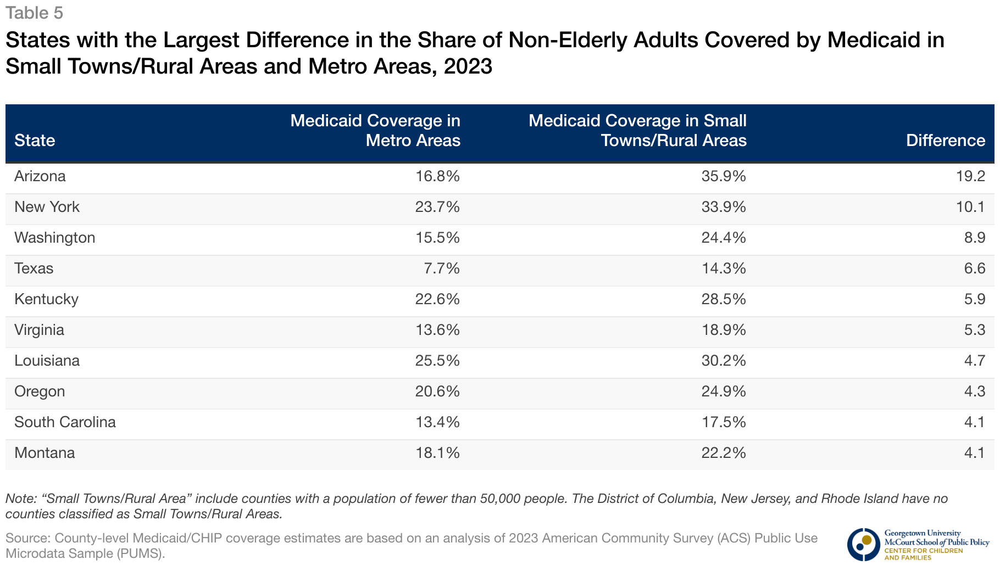 Table 5
States with the Largest Difference in the Share of Non-Elderly Adults Covered by Medicaid in
Small Towns/Rural Areas and Metro Areas, 2023
State Medicaid Coverage in Metro Areas Medicaid Coverage in Small Towns/Rural Areas Difference
Arizona 16.8% 35.9% 19.2
New York 23.7% 33.9% 10.1
Washington 15.5% 24.4% 8.9
Texas 7.7% 14.3% 6.6
Kentucky 22.6% 28.5% 5.9
Virginia 13.6% 18.9% 5.3
Louisiana 25.5% 30.2% 4.7
Oregon 20.6% 24.9% 4.3
South Carolina 13.4% 17.5% 4.1
Montana 18.1% 22.2% 4.1
Note: “Small Towns/Rural Area” include counties with a population of fewer than 50,000 people. The District of Columbia, New Jersey, and Rhode Island have no
counties classified as Small Towns/Rural Areas.
Source: County-level Medicaid/CHIP coverage estimates are based on an analysis of 2023 American Community Survey (ACS) Public Use
Microdata Sample (PUMS).
Georgetown University
McCourt School of Public Policy
CENTER FOR CHILDREN
AND FAMILIES